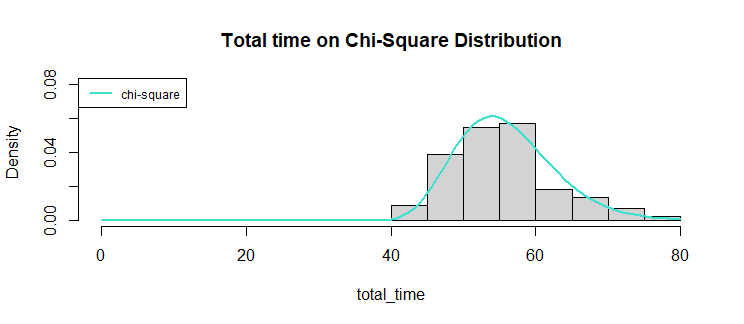 Total time on Chi-Square Distribution
chi-square
Density
0.08
0.04
0.00
0 20 40 60 80
total_time